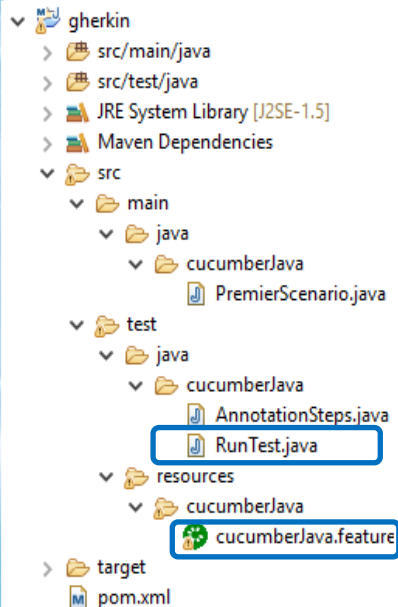 gherkin
src/main/java
src/test/java
JRE System Library [J2SE-1.5]
Maven Dependencies
src
main
java
cucumberJava
PremierScenario.java
test
java
cucumberJava
AnnotationSteps.java
RunTest.java
resources
cucumberJava
cucumberJava.feature
target
pom.xml